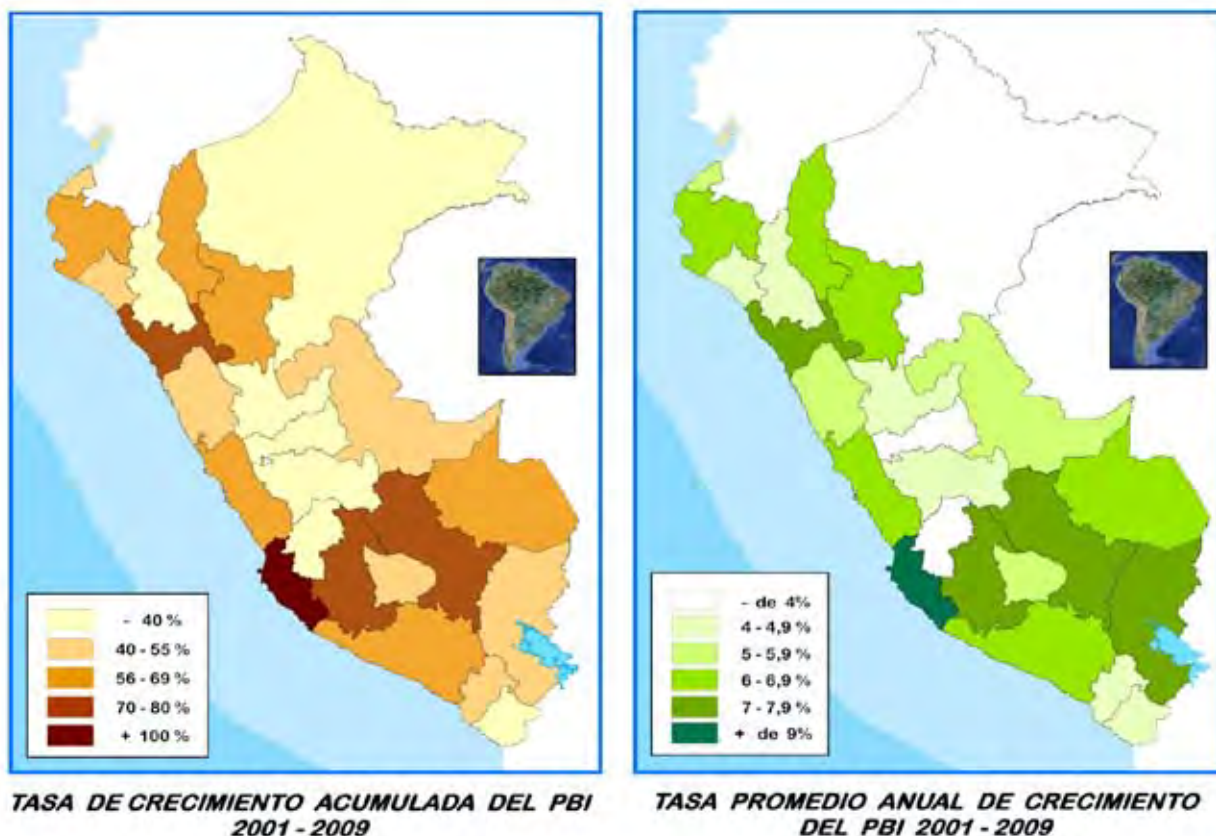 - 40 %
40 - 55 %
56 - 69 %
70 - 80 %
+ 100 %
TASA DE CRECIMIENTO ACUMULADA DEL PBI
2001 - 2009
- de 4%
4 - 4,9 %
5 - 5,9 %
6 - 6,9 %
7 - 7,9 %
+ de 9%
TASA PROMEDIO ANUAL DE CRECIMIENTO
DEL PBI 2001 - 2009